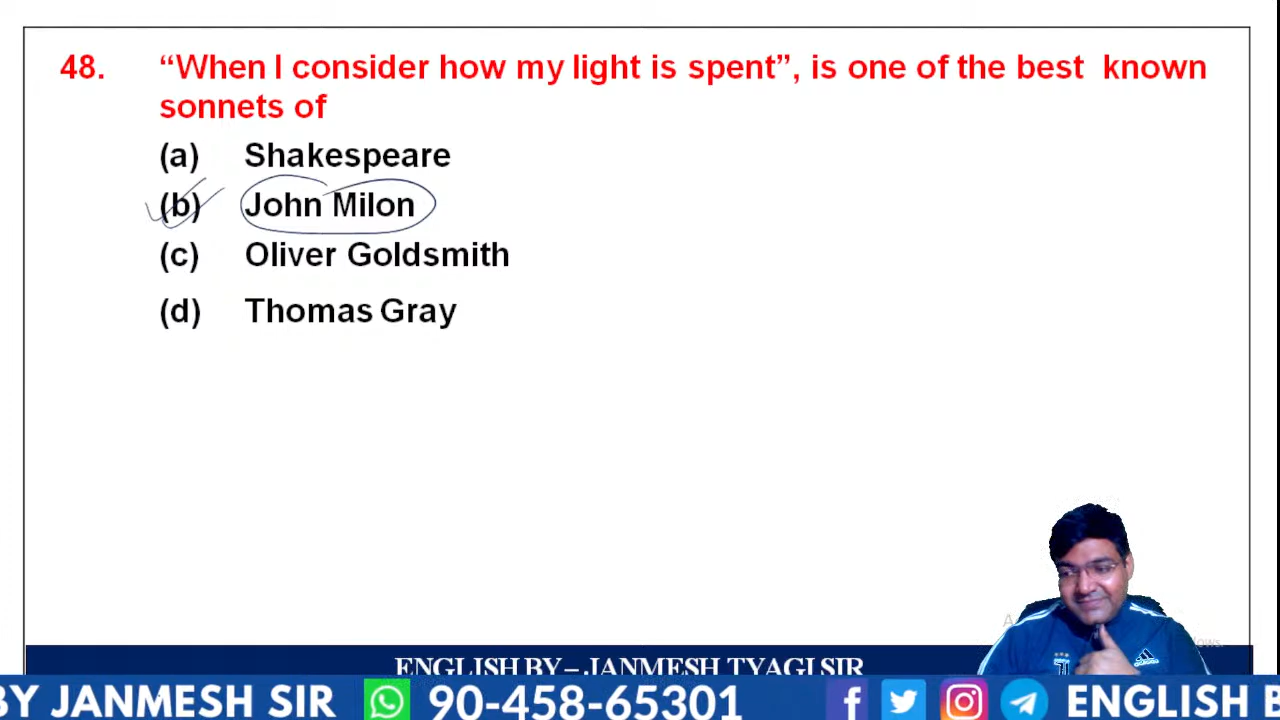 48. “When I consider how my light is spent”, is one of the best known
sonnets of
(a) Shakespeare
(b) John Milon
(c) Oliver Goldsmith
(d) Thomas Gray
ENGLISH BY – JANMESH TYAGI SIR
BY JANMESH SIR 90-458-65301 ENGLISH B